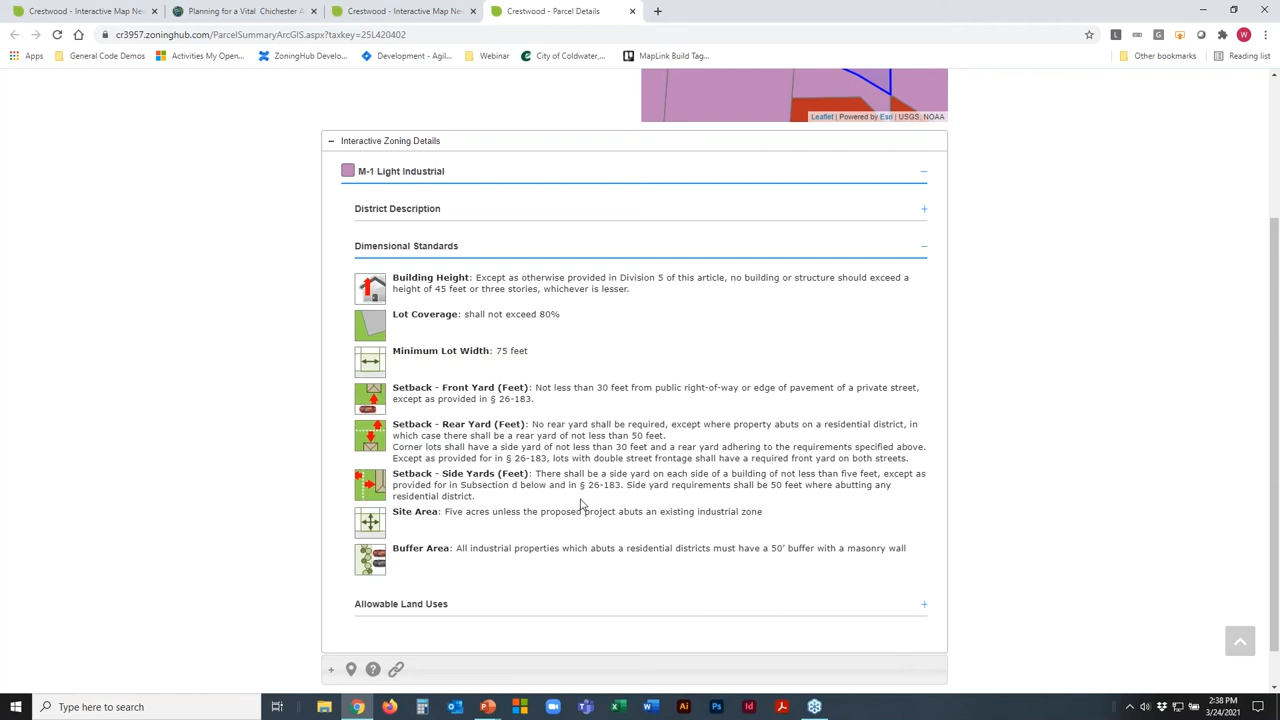 Crestwood - Interactive Map New
Planning for a Vital Chichester Ar
Crestwood - Interactive Map New
Crestwood - Parcel Details
cr3957.zoninghub.com/ParcelSummaryArcGIS.aspx?taxkey=25L420402
Apps
General Code Demos
Activities My Open...
ZoningHub Develo...
Development - Agil...
Webinar
City of Coldwater,...
MapLink Build Tag...
Other bookmarks
Reading list
Leaflet | Powered by Esri | USGS, NOAA
Interactive Zoning Details
M-1 Light Industrial
District Description
Dimensional Standards
Building Height: Except as otherwise provided in Division 5 of this article, no building or structure should exceed a
height of 45 feet or three stories, whichever is lesser.
Lot Coverage: shall not exceed 80%
Minimum Lot Width: 75 feet
Setback - Front Yard (Feet): Not less than 30 feet from public right-of-way or edge of pavement of a private street,
except as provided in § 26-183.
Setback - Rear Yard (Feet): No rear yard shall be required, except where property abuts on a residential district, in
which case there shall be a rear yard of not less than 50 feet.
Corner lots shall have a side yard of not less than 30 feet and a rear yard adhering to the requirements specified above.
Except as provided for in § 26-183, lots with double street frontage shall have a required front yard on both streets.
Setback - Side Yards (Feet): There shall be a side yard on each side of a building of not less than five feet, except as
provided for in Subsection d below and in § 26-183. Side yard requirements shall be 50 feet where abutting any
residential district.
Site Area: Five acres unless the proposed project abuts an existing industrial zone
Buffer Area: All industrial properties which abuts a residential districts must have a 50' buffer with a masonry wall
Allowable Land Uses
Type here to search
2:38 PM
3/24/2021